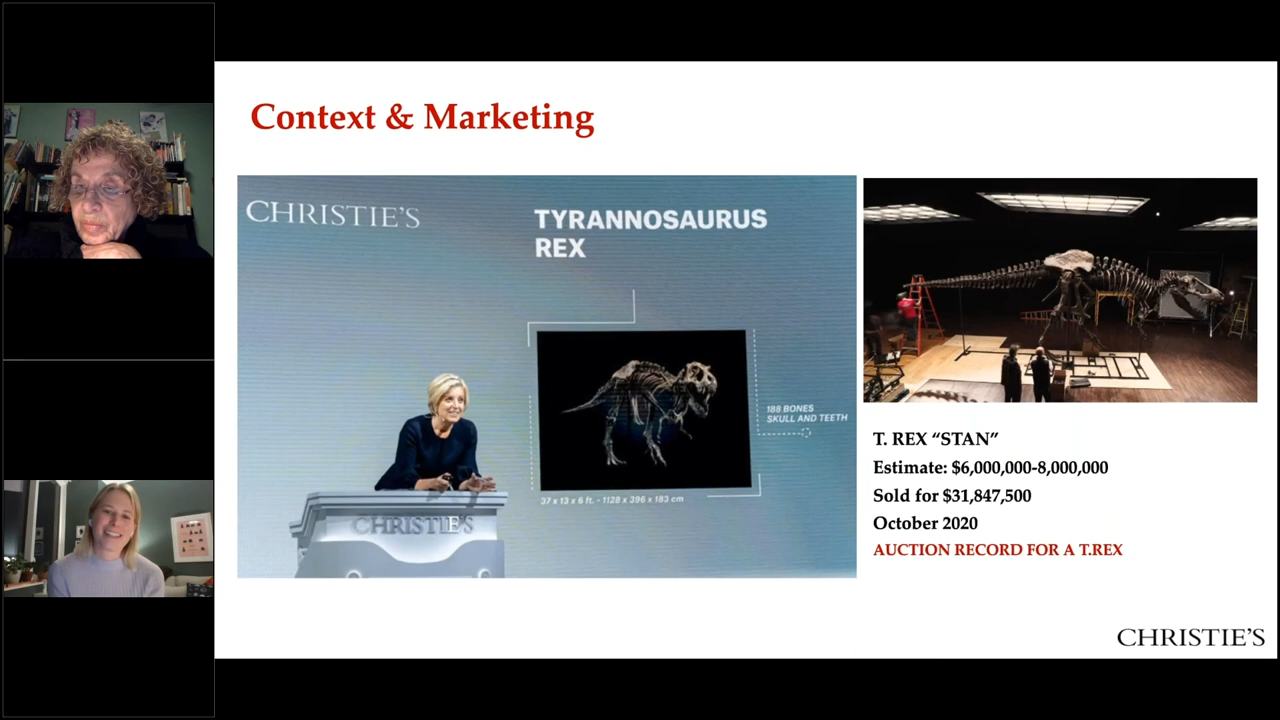 Context & Marketing
CHRISTIE'S
TYRANNOSAURUS
REX
188 BONES
SKULL AND TEETH
37 x 13 x 6 ft. - 1128 x 396 x 183 cm
CHRISTIE'S
T. REX “STAN”
Estimate: $6,000,000-8,000,000
Sold for $31,847,500
October 2020
AUCTION RECORD FOR A T.REX
CHRISTIE'S